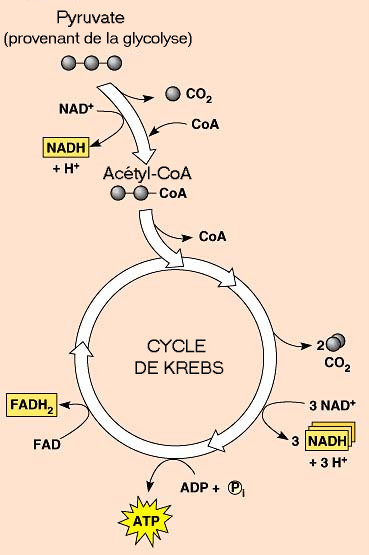 Pyruvate
(provenant de la glycolyse)
CO₂
NAD⁺
CoA
NADH
+ H⁺
Acétyl-CoA
CoA
CoA
CYCLE
DE KREBS
2
CO₂
FADH₂
3 NAD⁺
FAD
3 NADH
+ 3 H⁺
ADP + Pᵢ
ATP